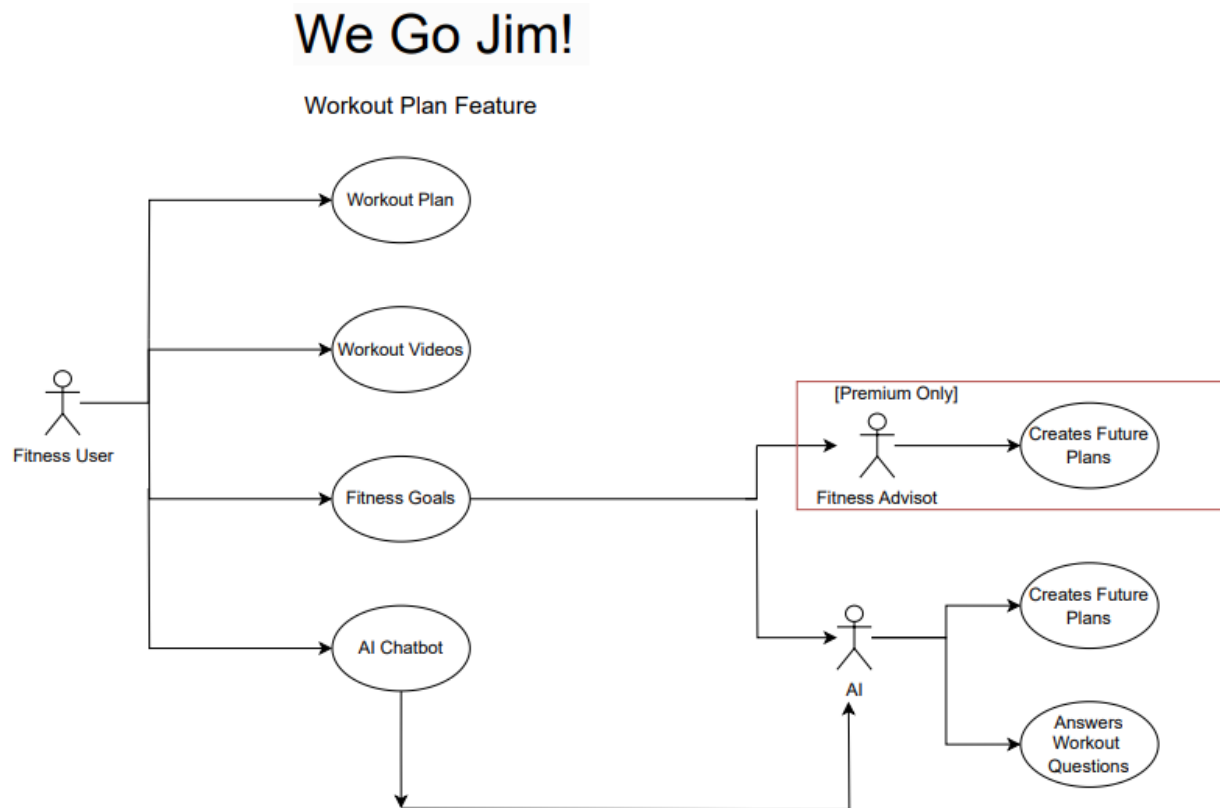 We Go Jim!
Workout Plan Feature
Workout Plan
Workout Videos
Fitness User
Fitness Goals
AI Chatbot
[Premium Only]
Fitness Advisot
Creates Future
Plans
AI
Creates Future
Plans
Answers
Workout
Questions